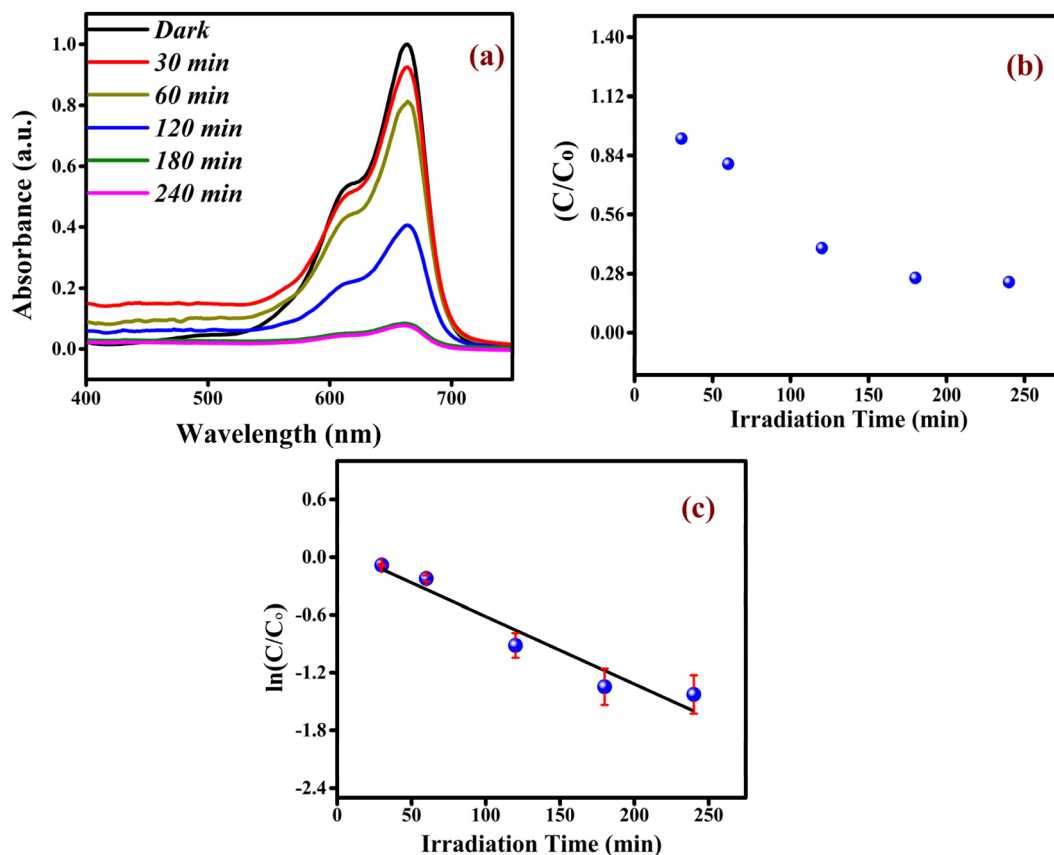 Dark
30 min
60 min
120 min
180 min
240 min
(a)
1.0
0.8
0.6
0.4
0.2
0.0
Absorbance (a.u.)
400
500
600
700
Wavelength (nm)
(b)
1.40
1.12
0.84
0.56
0.28
0.00
(C/Co)
0
50
100
150
200
250
Irradiation Time (min)
(c)
0.6
0.0
-0.6
-1.2
-1.8
-2.4
ln(C/Co)
0
50
100
150
200
250
Irradiation Time (min)